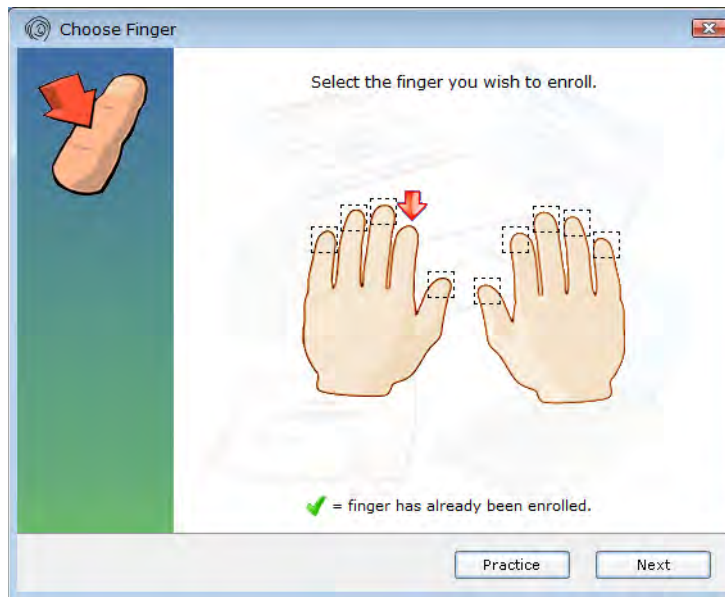 Choose Finger
Select the finger you wish to enroll.
= finger has already been enrolled.
Practice
Next